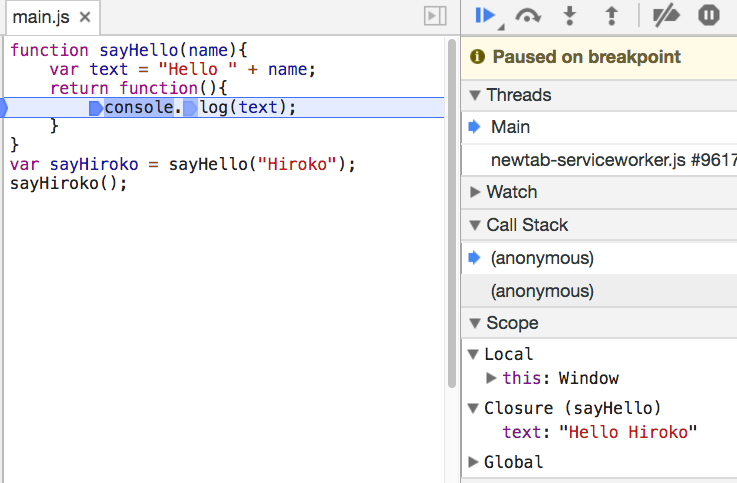 main.js ×
function sayHello(name){
    var text = "Hello " + name;
    return function(){
        console.log(text);
    }
}
var sayHiroko = sayHello("Hiroko");
sayHiroko();
Paused on breakpoint
Threads
Main
newtab-serviceworker.js #9617
Watch
Call Stack
(anonymous)
(anonymous)
Scope
Local
this: Window
Closure (sayHello)
text: "Hello Hiroko"
Global